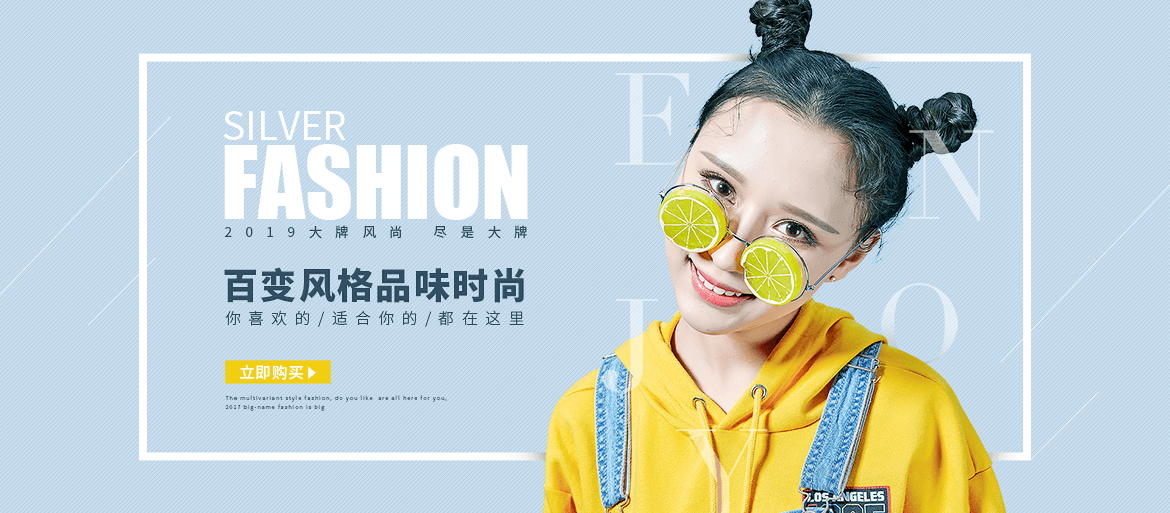 SILVER
FASHION
2019大牌风尚 尽是大牌
百变风格品味时尚
你喜欢的/适合你的/都在这里
立即购买
The multivariant style fashion, do you like are all here for you,
2017 big-name fashion is big
E N
J O
Y
LOS ANGELES